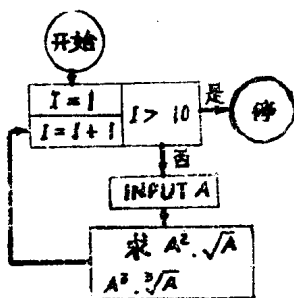 开始
I = 1
I = I + 1
I > 10
是
停
否
INPUT A
求 A². √A
A³. ∛A